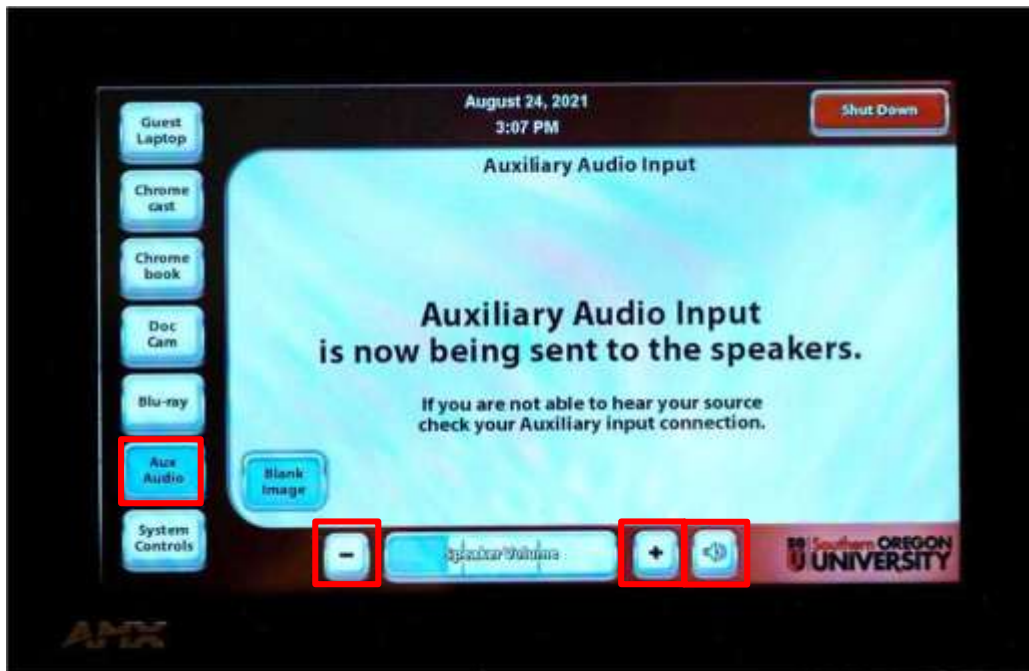 August 24, 2021
3:07 PM
Shut Down
Guest
Laptop
Chrome
cast
Chrome
book
Doc
Cam
Blu-ray
Aux
Audio
System
Controls
Auxiliary Audio Input
Auxiliary Audio Input
is now being sent to the speakers.
If you are not able to hear your source
check your Auxiliary input connection.
Blank
Image
-
Speaker Volume
+
Southern OREGON
UNIVERSITY
AMX